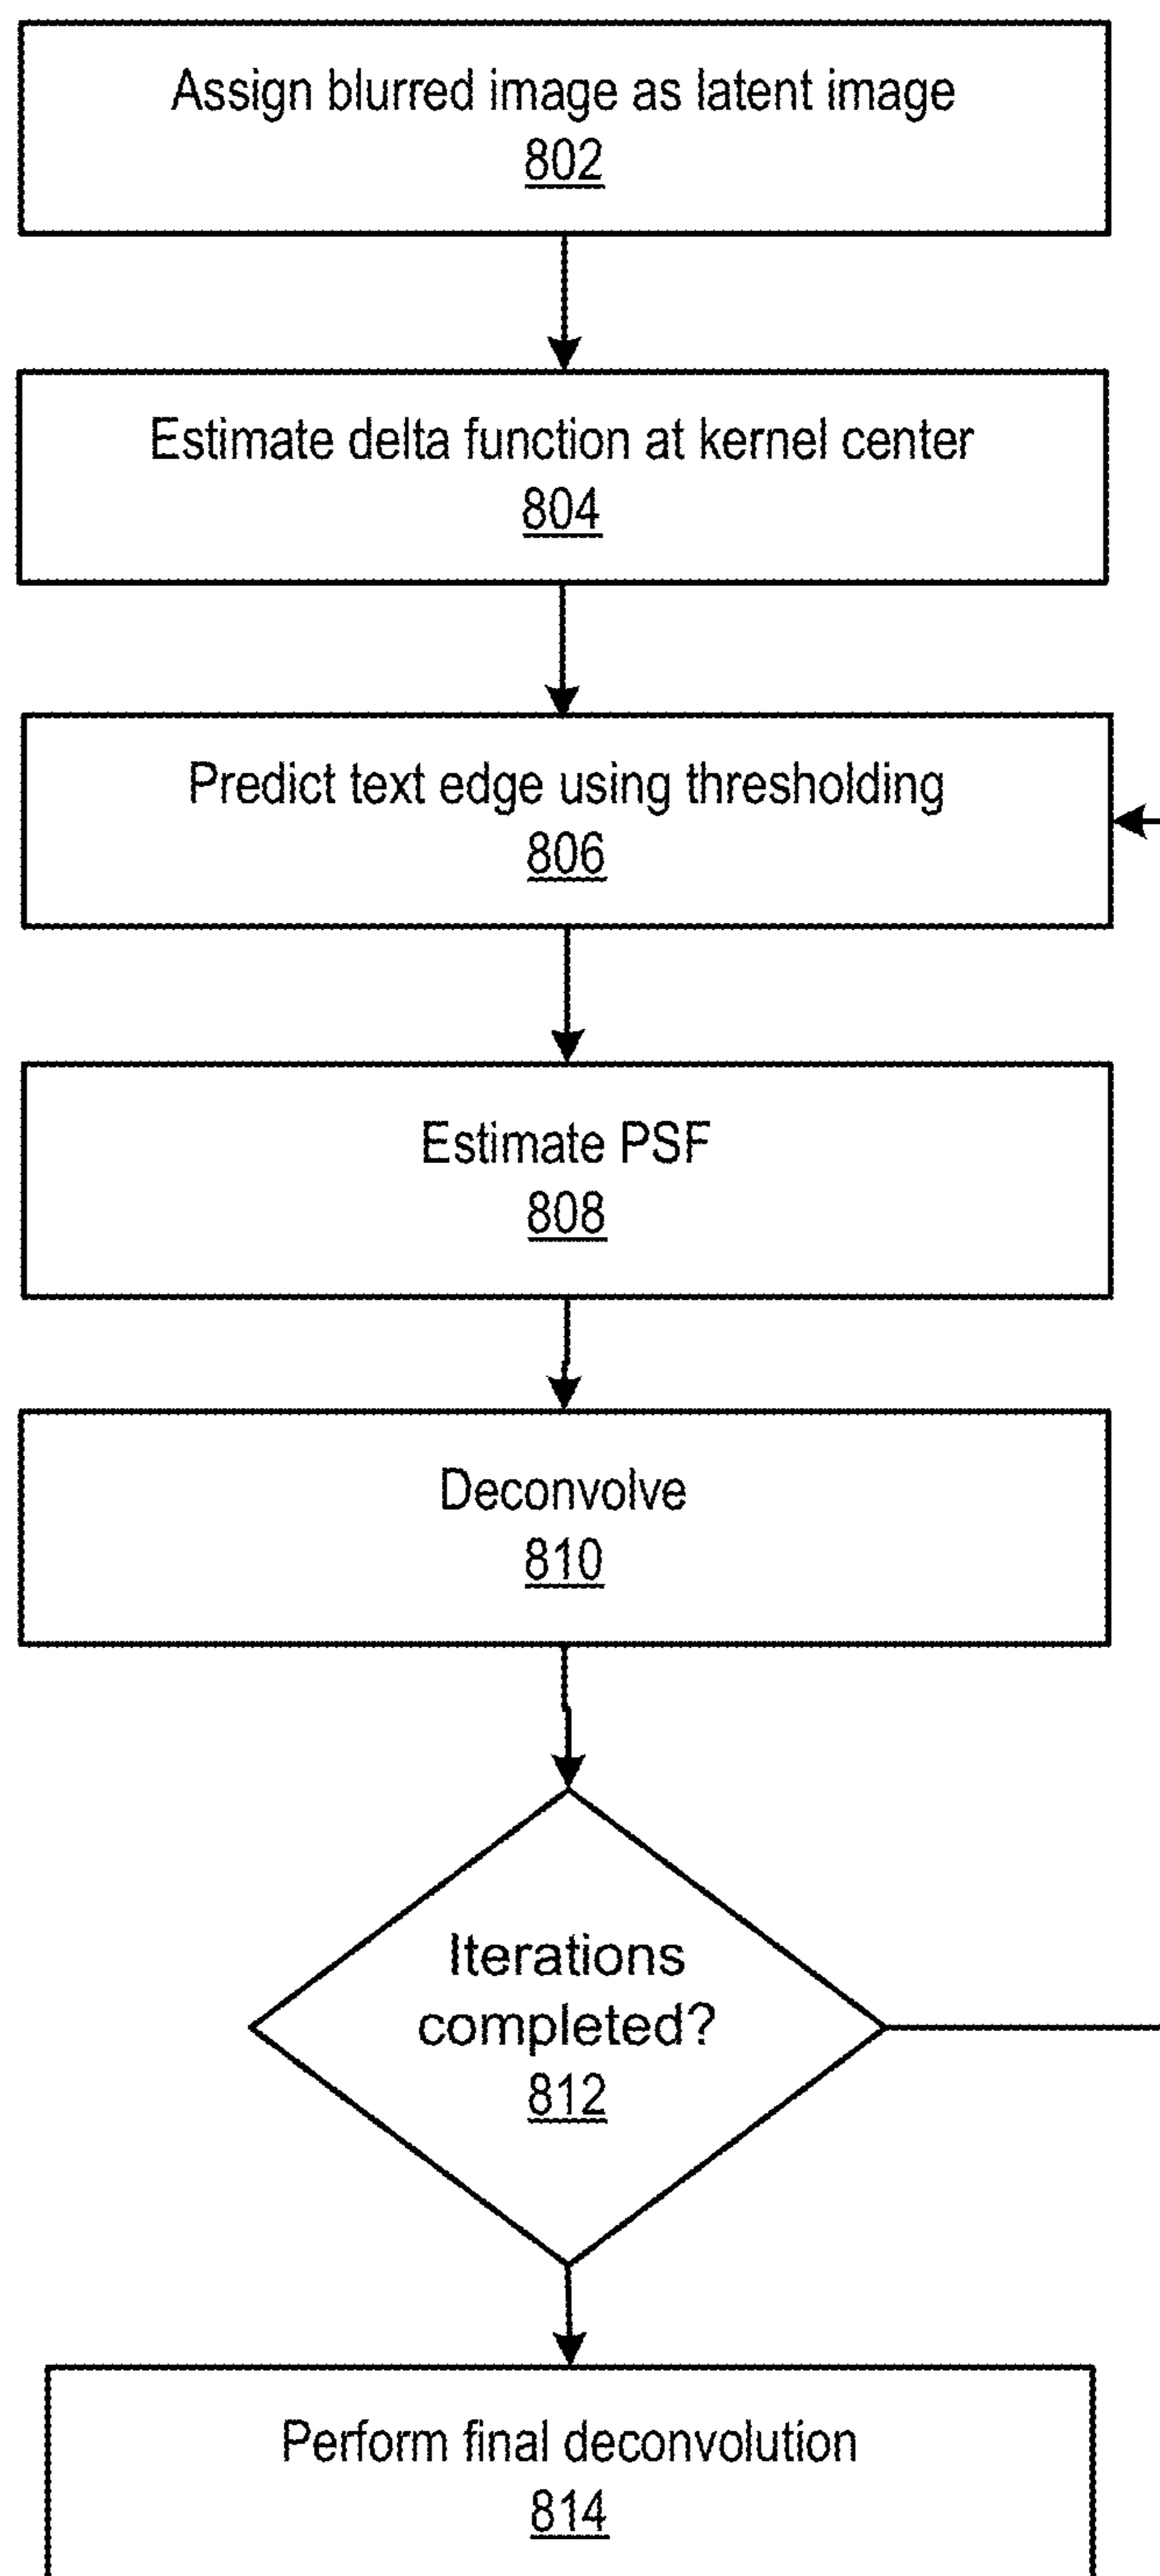 Assign blurred image as latent image
802
Estimate delta function at kernel center
804
Predict text edge using thresholding
806
Estimate PSF
808
Deconvolve
810
Iterations
completed?
812
Perform final deconvolution
814